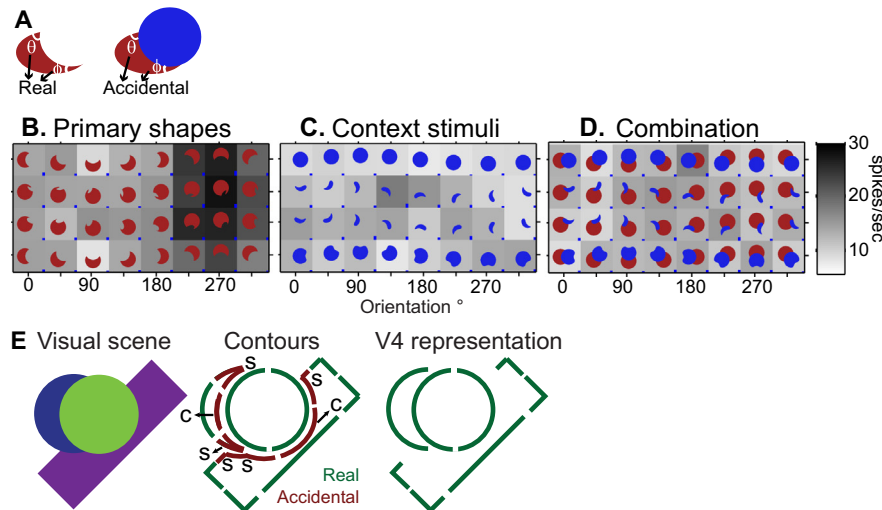 A
θ
ϕ
Real
θ
ϕ
Accidental
B. Primary shapes
C. Context stimuli
D. Combination
30
20
10
spikes/sec
0 90 180 270
0 90 180 270
0 90 180 270
Orientation °
E Visual scene
Contours
V4 representation
S
S
C
C
S
S
S
Real
Accidental